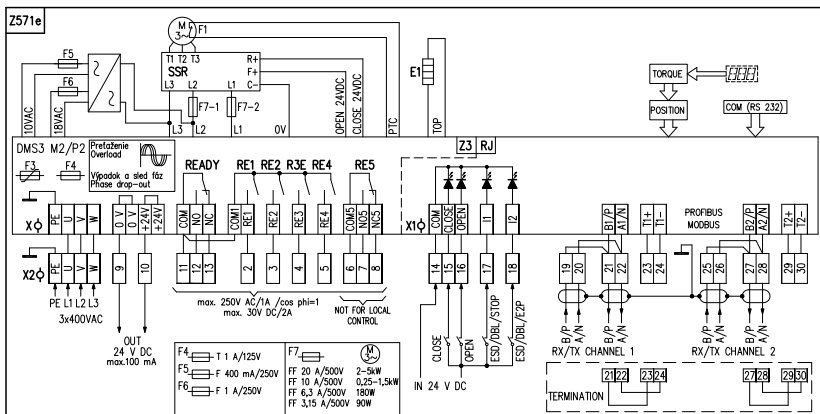 Z571e
F5
F6
10VAC
18VAC
M
3~
F1
T1 T2 T3
SSR
L3 L2 L1
R+
F+
C-
F7-1
F7-2
L3
L2
L1
0V
OPEN 24VDC
CLOSE 24VDC
PTC
E1
TOP
TORQUE
POSITION
COM (RS 232)
DMS3 M2/P2
F3
F4
Preťaženie
Overload
Výpadok a sled fáz
Phase drop-out
READY
RE1 RE2 R3E RE4
RE5
Z3 RJ
X
PE
U
V
W
0 V
0 V
+24V
+24V
COM
NO
NC
COM1
RE1
RE2
RE3
RE4
COM5
NO5
NC5
X1
COM
CLOSE
OPEN
I1
I2
B1/P
A1/N
T1+
T1-
PROFIBUS
MODBUS
B2/P
A2/N
T2+
T2-
X2
PE
U
V
W
9
10
11
12
13
2
3
4
5
6
7
8
14
15
16
17
18
19
20
21
22
23
24
25
26
27
28
29
30
PE L1 L2 L3
3x400VAC
OUT
24 V DC
max.100 mA
max. 250V AC/1A /cos phi=1
max. 30V DC/2A
NOT FOR LOCAL
CONTROL
CLOSE
OPEN
ESD/DBL/STOP
ESD/DBL/E2P
IN 24 V DC
B/P
A/N
B/P
A/N
RX/TX CHANNEL 1
B/P
A/N
B/P
A/N
RX/TX CHANNEL 2
F4 T 1 A/125V
F5 F 400 mA/250V
F6 F 1 A/250V
F7
M
3~
FF 20 A/500V 2-5kW
FF 10 A/500V 0,25-1,5kW
FF 6,3 A/500V 180W
FF 3,15 A/500V 90W
TERMINATION
21 22 23 24
27 28 29 30